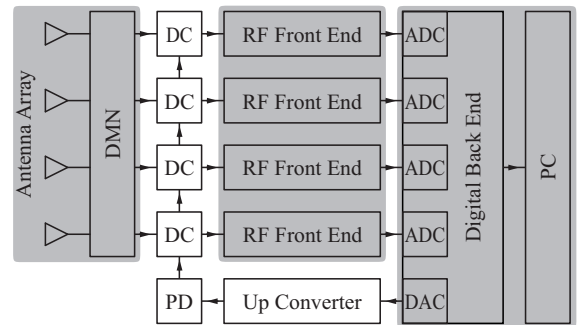 Antenna Array
DMN
DC
RF Front End
ADC
DC
RF Front End
ADC
DC
RF Front End
ADC
DC
RF Front End
ADC
PD
Up Converter
DAC
Digital Back End
PC